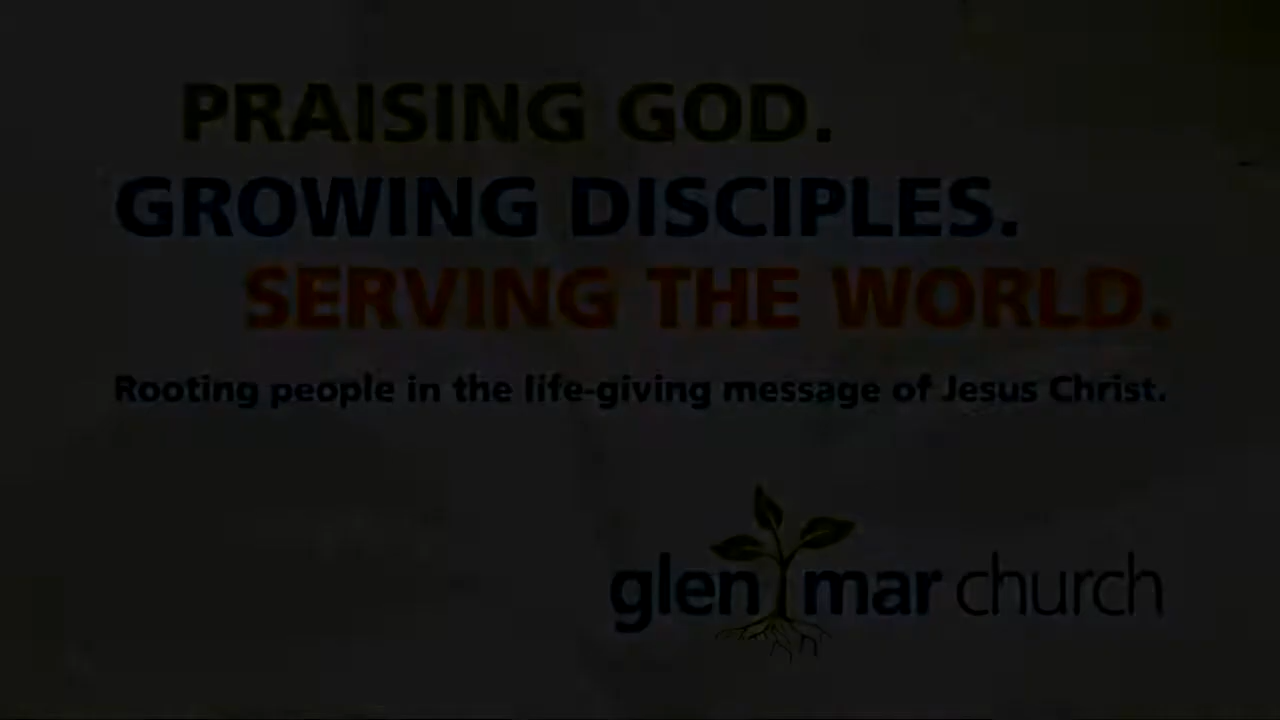 PRAISING GOD.
GROWING DISCIPLES.
SERVING THE WORLD.
Rooting people in the life-giving message of Jesus Christ.
glen mar church